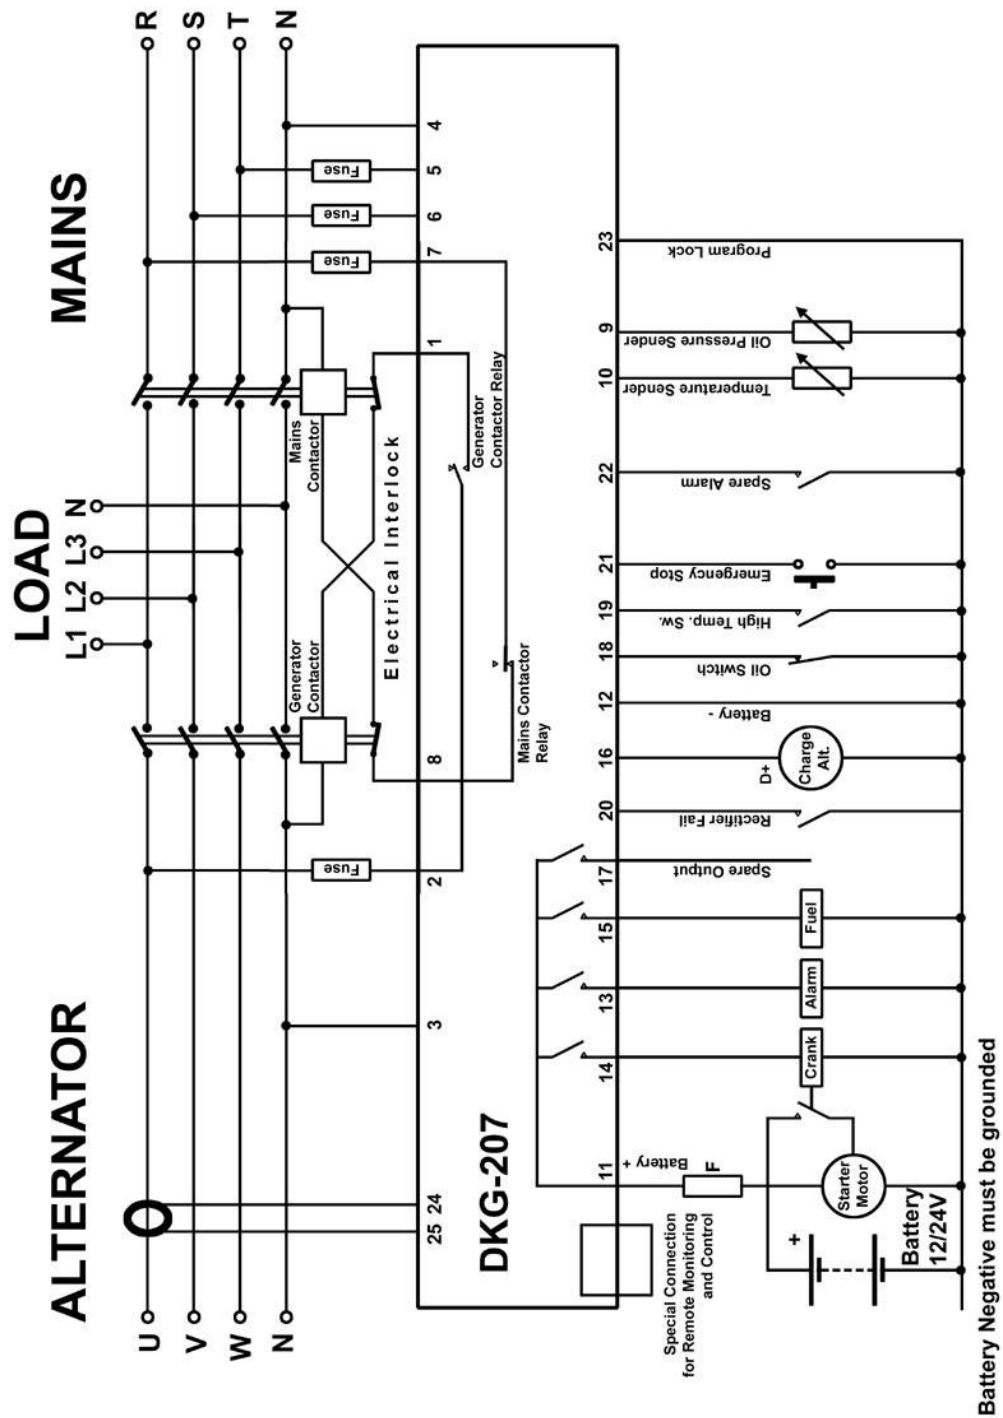 ALTERNATOR
LOAD
MAINS
U
V
W
N
L1
L2
L3
N
R
S
T
N
Generator
Contactor
Mains
Contactor
Electrical Interlock
Fuse
Fuse
Fuse
Fuse
25
24
3
2
8
1
7
6
5
4
Mains Contactor
Relay
Generator
Contactor Relay
DKG-207
11
14
13
15
17
20
16
12
18
19
21
22
10
9
23
Special Connection
for Remote Monitoring
and Control
Battery +
F
Spare Output
Rectifier Fail
D+
Charge
Alt.
Battery -
Oil Switch
High Temp. Sw.
Emergency Stop
Spare Alarm
Temperature Sender
Oil Pressure Sender
Program Lock
Crank
Alarm
Fuel
Starter
Motor
+
Battery
12/24V
Battery Negative must be grounded